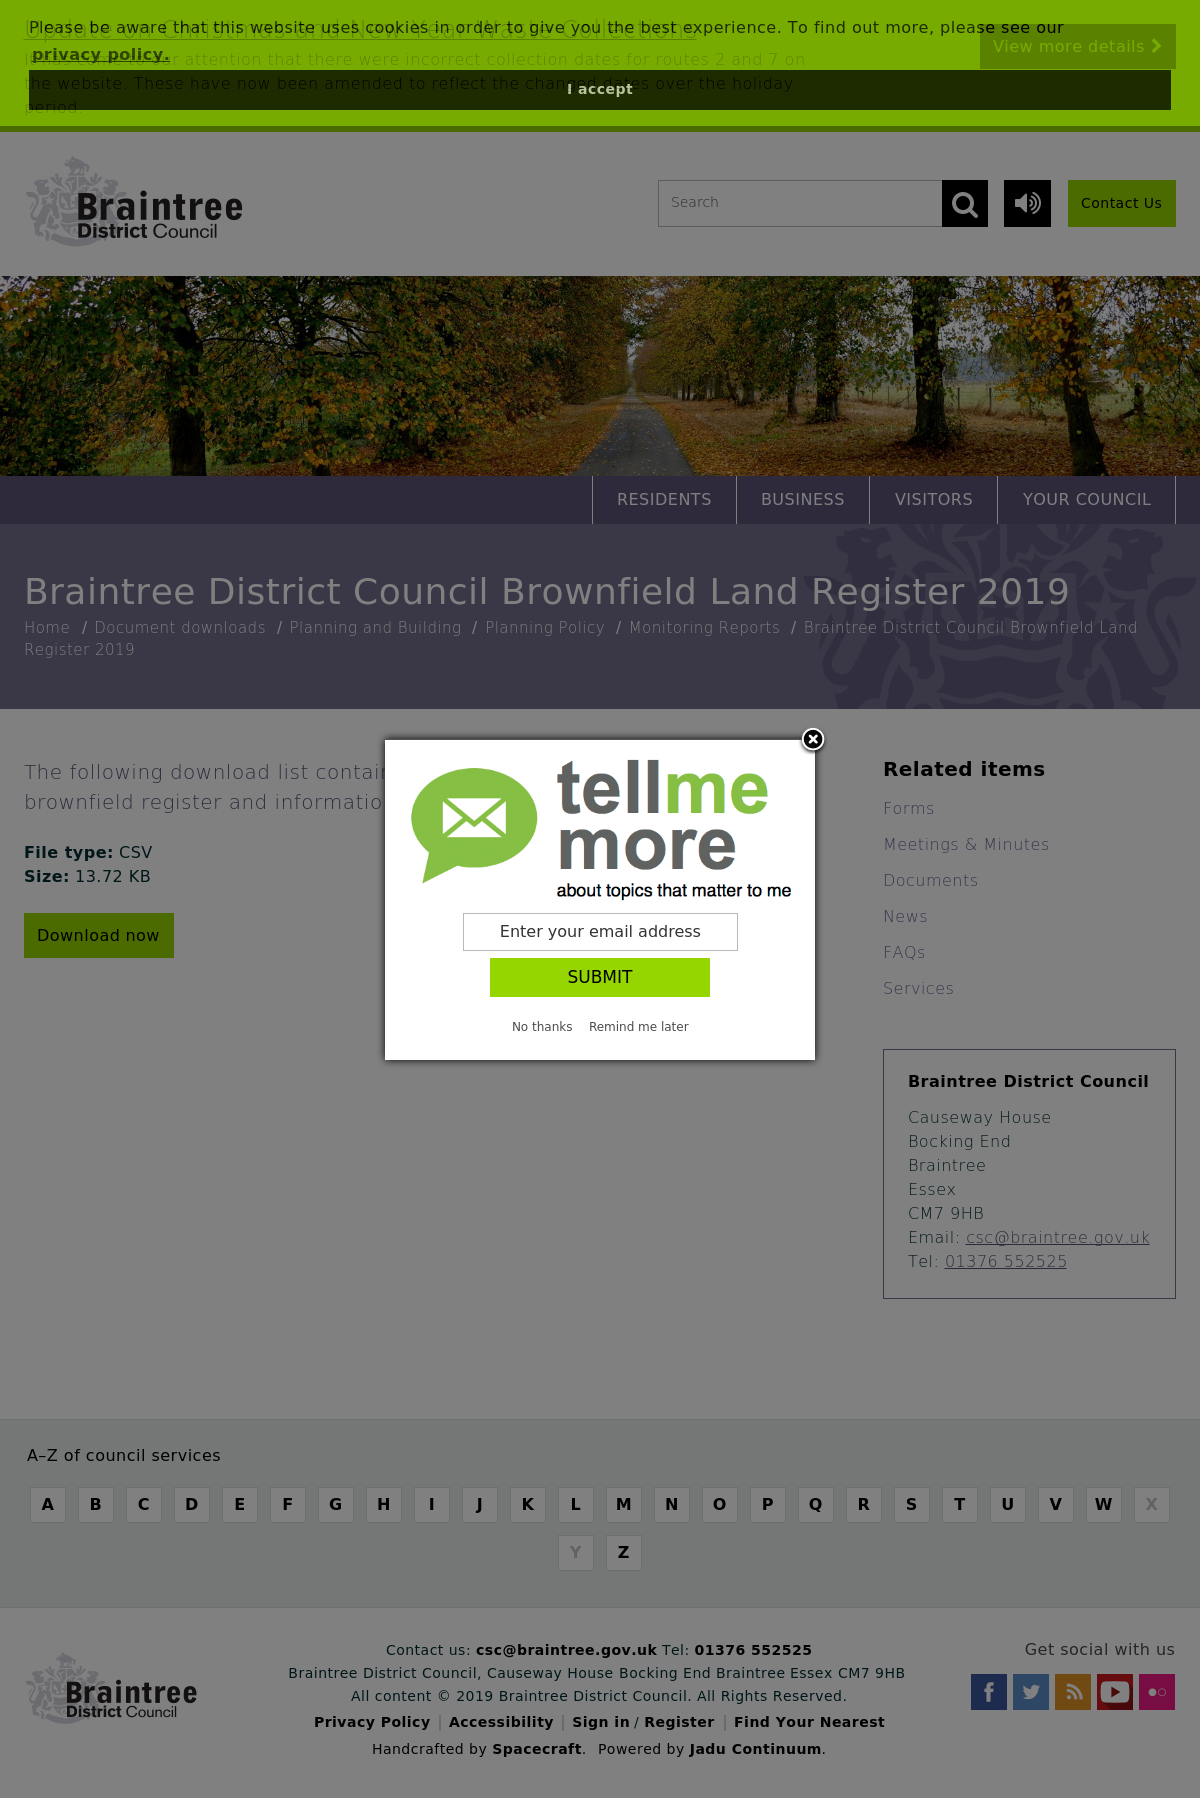 Please be aware that this website uses cookies in order to give you the best experience. To find out more, please see our
privacy policy.
Update on Christmas and New Year Waste Collections
attention that there were incorrect collection dates for routes 2 and 7 on
the website. These have now been amended to reflect the changed dates over the holiday
period.
View more details
I accept
Braintree
District Council
Search
Contact Us
RESIDENTS
BUSINESS
VISITORS
YOUR COUNCIL
Braintree District Council Brownfield Land Register 2019
Home / Document downloads / Planning and Building / Planning Policy / Monitoring Reports / Braintree District Council Brownfield Land
Register 2019
The following download list
brownfield register and
File type: CSV
Size: 13.72 KB
Download now
tellme
more
about topics that matter to me
Enter your email address
SUBMIT
No thanks Remind me later
Related items
Forms
Meetings & Minutes
Documents
News
FAQs
Services
Braintree District Council
Causeway House
Bocking End
Braintree
Essex
CM7 9HB
Email: csc@braintree.gov.uk
Tel: 01376 552525
A–Z of council services
A B C D E F G H I J K L M N O P Q R S T U V W X
Y Z
Braintree
District Council
Contact us: csc@braintree.gov.uk Tel: 01376 552525
Braintree District Council, Causeway House Bocking End Braintree Essex CM7 9HB
All content © 2019 Braintree District Council. All Rights Reserved.
Privacy Policy | Accessibility | Sign in / Register | Find Your Nearest
Handcrafted by Spacecraft. Powered by Jadu Continuum.
Get social with us